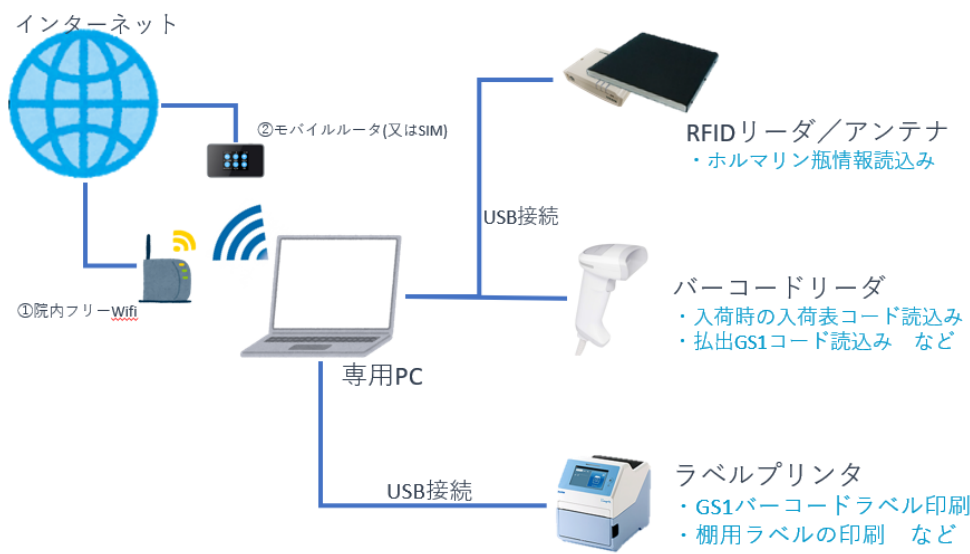 インターネット
②モバイルルータ(又はSIM)
①院内フリーWifi
専用PC
USB接続
RFIDリーダ／アンテナ
・ホルマリン瓶情報読込み
バーコードリーダ
・入荷時の入荷表コード読込み
・払出GS1コード読込み　など
USB接続
ラベルプリンタ
・GS1バーコードラベル印刷
・棚用ラベルの印刷　など